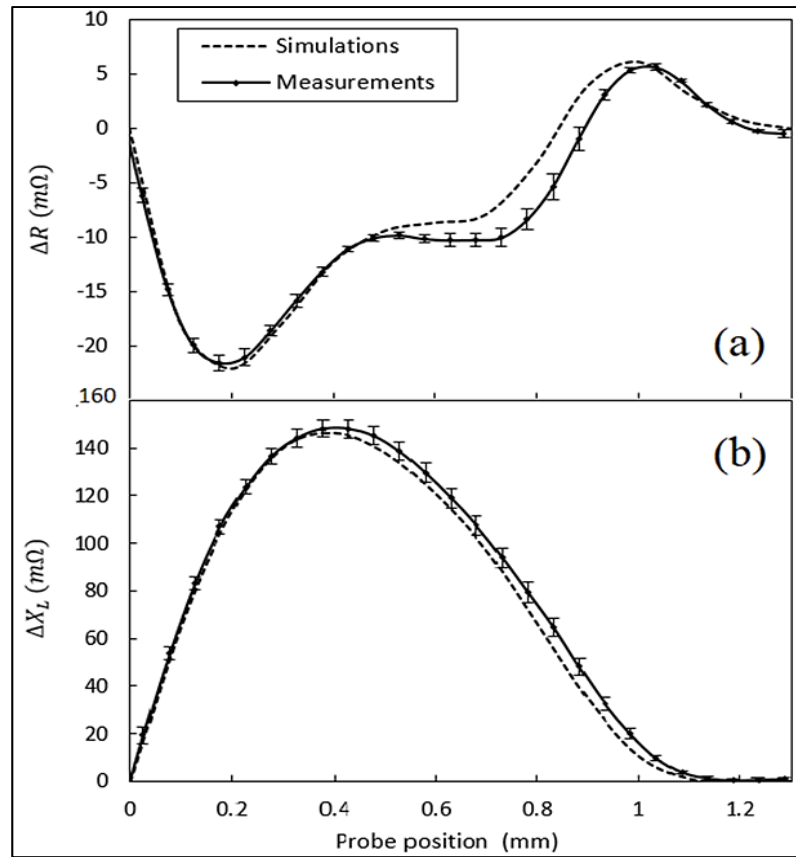 10
Simulations
Measurements
5
0
-5
ΔR (mΩ)
-10
-15
-20
(a)
160
140
(b)
120
100
ΔX_L (mΩ)
80
60
40
20
0
0 0.2 0.4 0.6 0.8 1 1.2
Probe position (mm)